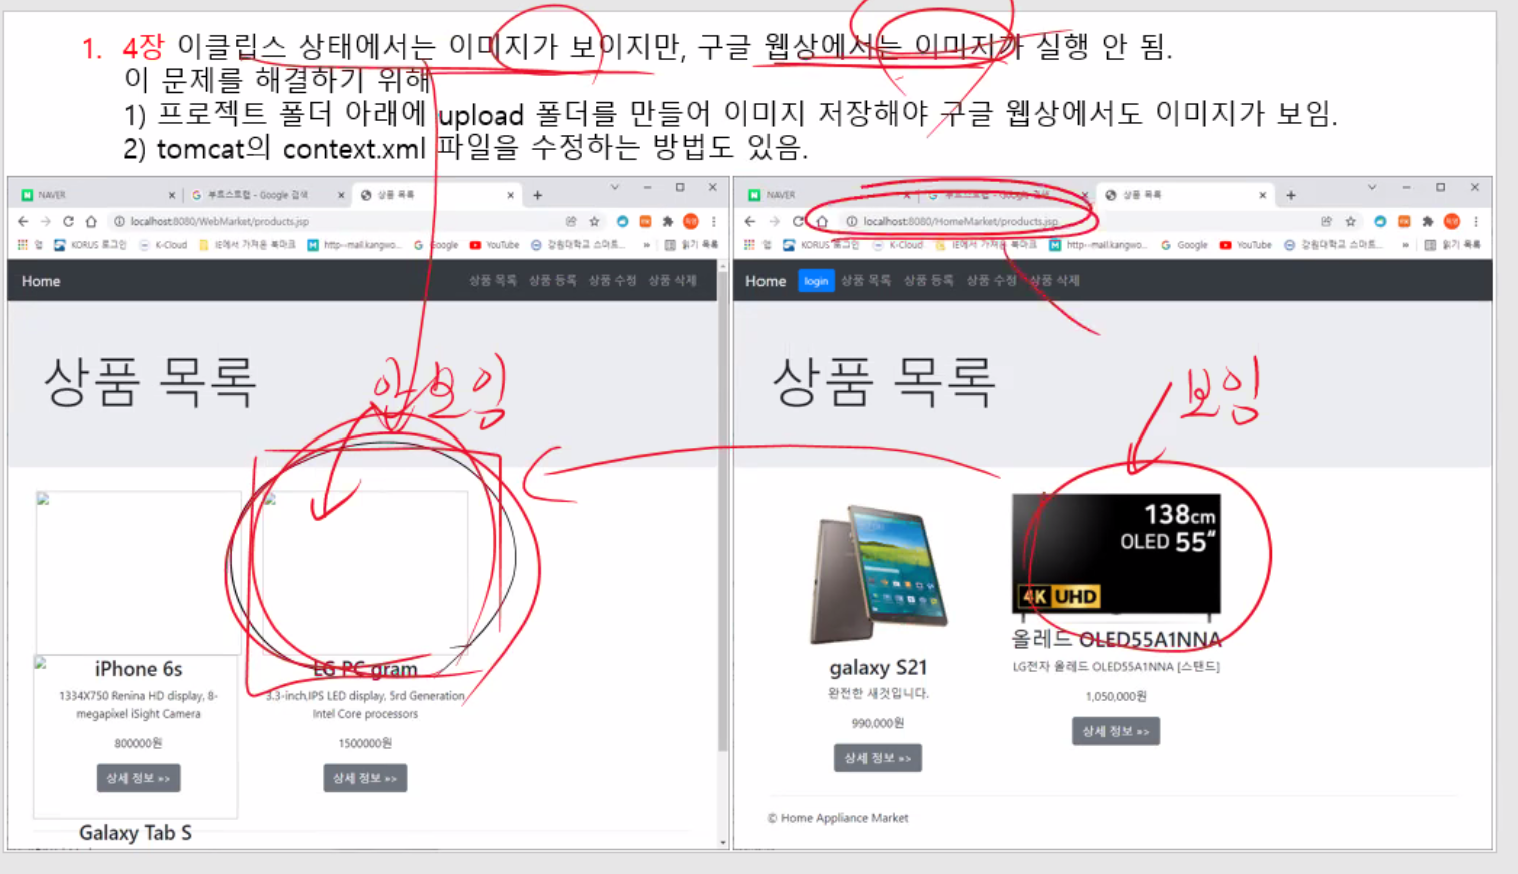 1. 4장 이클립스 상태에서는 이미지가 보이지만, 구글 웹상에서는 이미지가 실행 안 됨.
이 문제를 해결하기 위해
1) 프로젝트 폴더 아래에 upload 폴더를 만들어 이미지 저장해야 구글 웹상에서도 이미지가 보임.
2) tomcat의 context.xml 파일을 수정하는 방법도 있음.
NAVER
부트스트랩 - Google 검색
상품 목록
localhost:8080/WebMarket/products.jsp
앱 KORUS 로그인 K-Cloud IE에서 가져온 북마크 http--mail.kangwo... Google YouTube 강원대학교 스마트... » 읽기 목록
Home 상품 목록 상품 등록 상품 수정 상품 삭제
상품 목록
안보임
iPhone 6s
1334X750 Renina HD display, 8-
megapixel iSight Camera
800000원
상세 정보 »>
LG PC gram
3.3-inch,IPS LED display, 5rd Generation
Intel Core processors
1500000원
상세 정보 »>
Galaxy Tab S
NAVER
부트스트랩 - Google 검색
상품 목록
localhost:8080/HomeMarket/products.jsp
앱 KORUS 로그인 K-Cloud IE에서 가져온 북마크 http--mail.kangwo... Google YouTube 강원대학교 스마트... » 읽기 목록
Home login 상품 목록 상품 등록 상품 수정 상품 삭제
상품 목록
보임
galaxy S21
완전한 새것입니다.
990,000원
상세 정보 »>
138cm
OLED 55"
4K UHD
올레드 OLED55A1NNA
LG전자 올레드 OLED55A1NNA [스탠드]
1,050,000원
상세 정보 »>
© Home Appliance Market